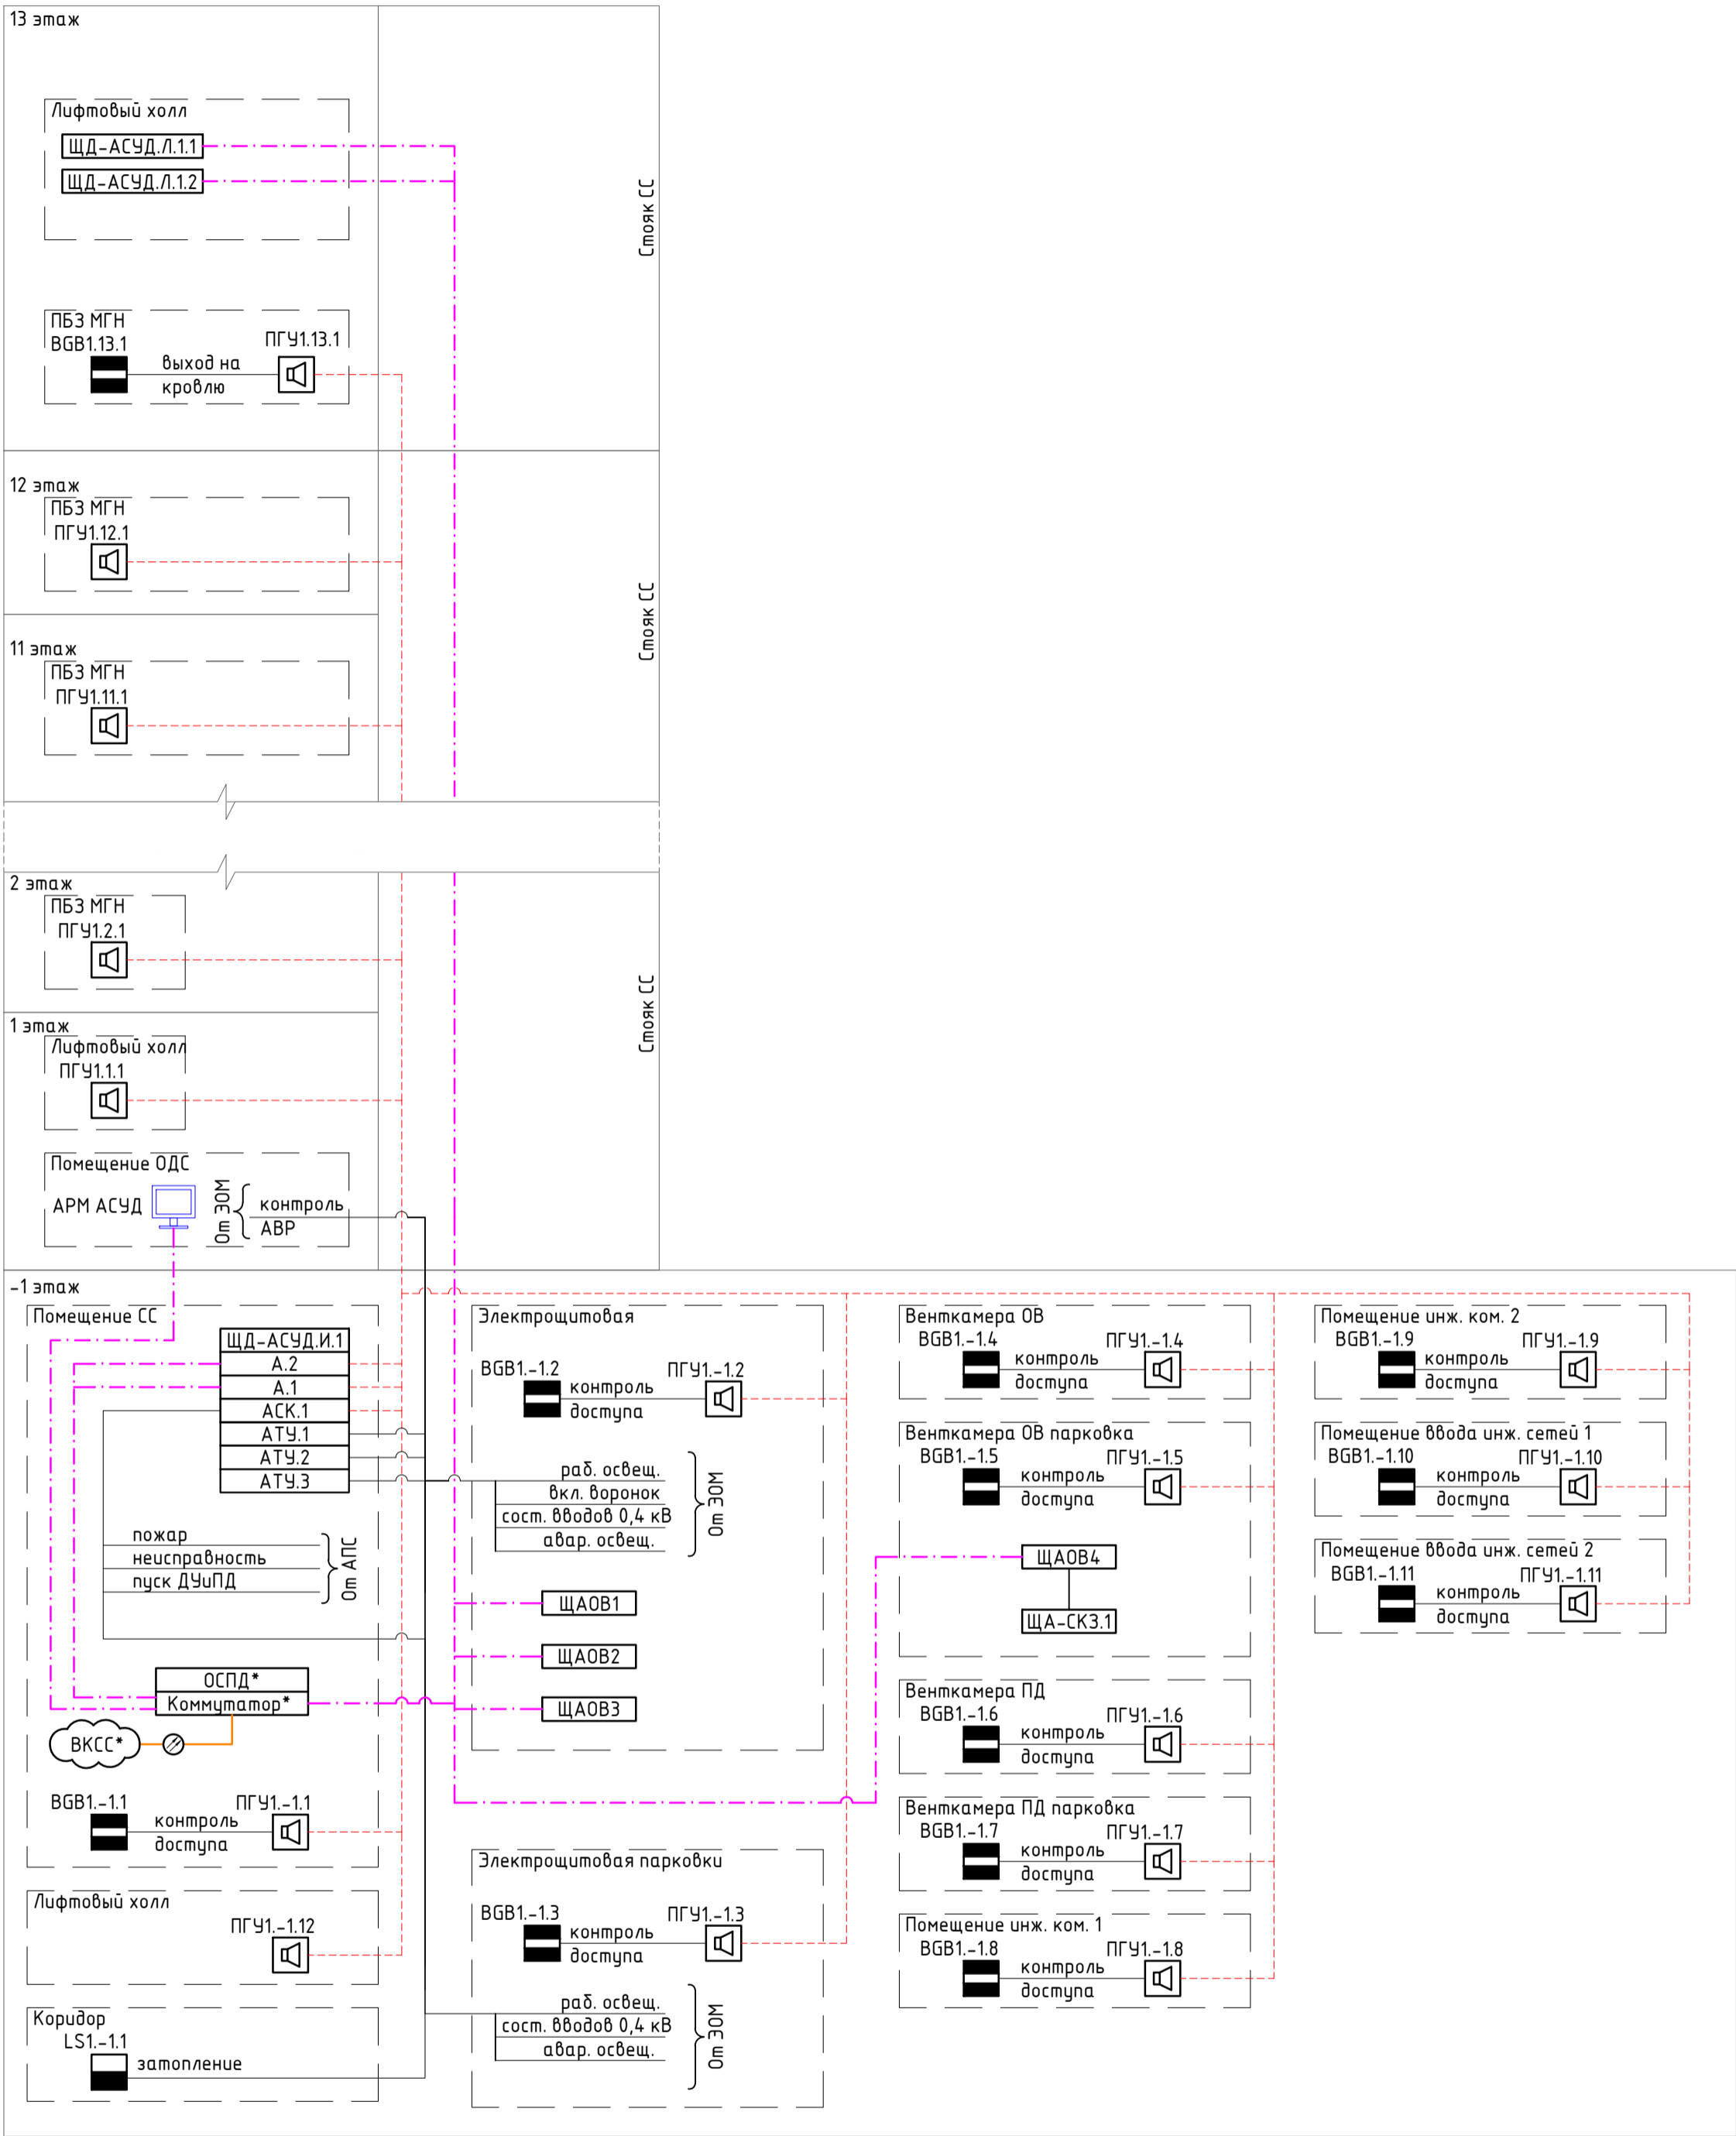 13 этаж
Лифтовый холл
ЩД-АСУД.Л.1.1
ЩД-АСУД.Л.1.2
Стояк СС
ПБЗ МГН
BGB1.13.1
ПГУ1.13.1
выход на
кровлю
12 этаж
ПБЗ МГН
ПГУ1.12.1
Стояк СС
11 этаж
ПБЗ МГН
ПГУ1.11.1
2 этаж
ПБЗ МГН
ПГУ1.2.1
Стояк СС
1 этаж
Лифтовый холл
ПГУ1.1.1
Помещение ОДС
АРМ АСУД
От ЭОМ
контроль
АВР
-1 этаж
Помещение СС
ЩД-АСУД.И.1
А.2
А.1
АСК.1
АТУ.1
АТУ.2
АТУ.3
пожар
неисправность
пуск ДУиПД
От АПС
ОСПД*
Коммутатор*
ВКСС*
BGB1.-1.1
ПГУ1.-1.1
контроль
доступа
Лифтовый холл
ПГУ1.-1.12
Коридор
LS1.-1.1
затопление
Электрощитовая
BGB1.-1.2
ПГУ1.-1.2
контроль
доступа
раб. освещ.
вкл. воронок
сост. вводов 0,4 кВ
авар. освещ.
От ЭОМ
ЩАОВ1
ЩАОВ2
ЩАОВ3
Электрощитовая парковки
BGB1.-1.3
ПГУ1.-1.3
контроль
доступа
раб. освещ.
сост. вводов 0,4 кВ
авар. освещ.
От ЭОМ
Венткамера ОВ
BGB1.-1.4
ПГУ1.-1.4
контроль
доступа
Венткамера ОВ парковка
BGB1.-1.5
ПГУ1.-1.5
контроль
доступа
ЩАОВ4
ЩА-СКЗ.1
Венткамера ПД
BGB1.-1.6
ПГУ1.-1.6
контроль
доступа
Венткамера ПД парковка
BGB1.-1.7
ПГУ1.-1.7
контроль
доступа
Помещение инж. ком. 1
BGB1.-1.8
ПГУ1.-1.8
контроль
доступа
Помещение инж. ком. 2
BGB1.-1.9
ПГУ1.-1.9
контроль
доступа
Помещение ввода инж. сетей 1
BGB1.-1.10
ПГУ1.-1.10
контроль
доступа
Помещение ввода инж. сетей 2
BGB1.-1.11
ПГУ1.-1.11
контроль
доступа